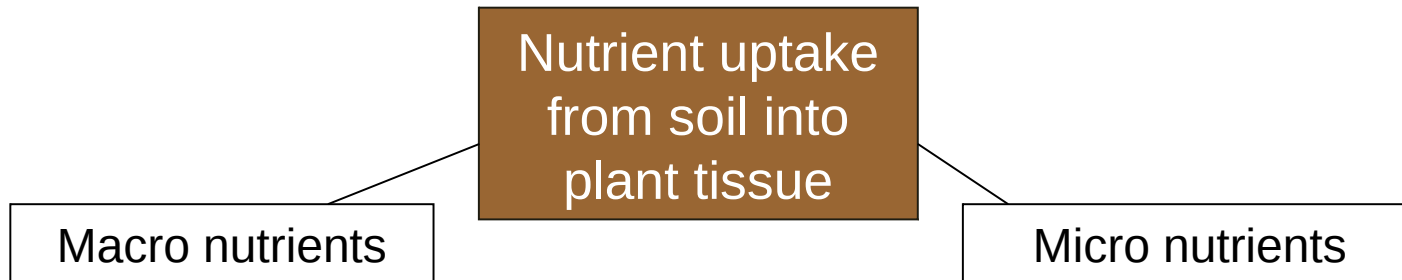 Nutrient uptake
from soil into
plant tissue
Macro nutrients
Micro nutrients